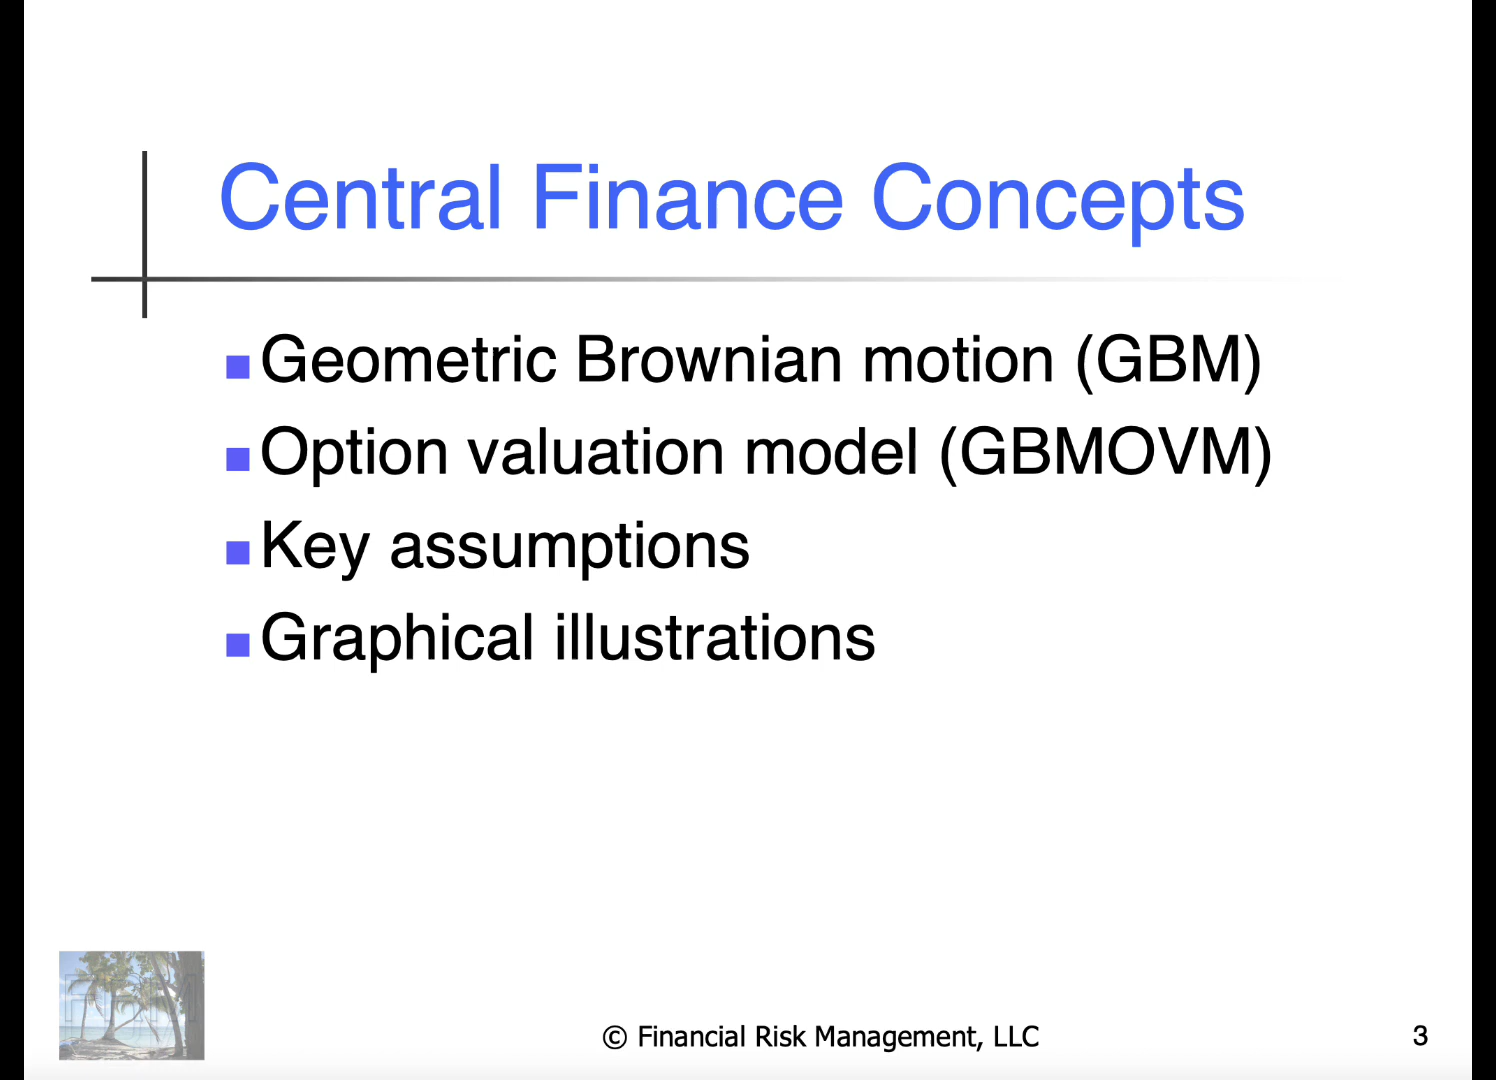 Central Finance Concepts
Geometric Brownian motion (GBM)
Option valuation model (GBMOVM)
Key assumptions
Graphical illustrations
© Financial Risk Management, LLC
3